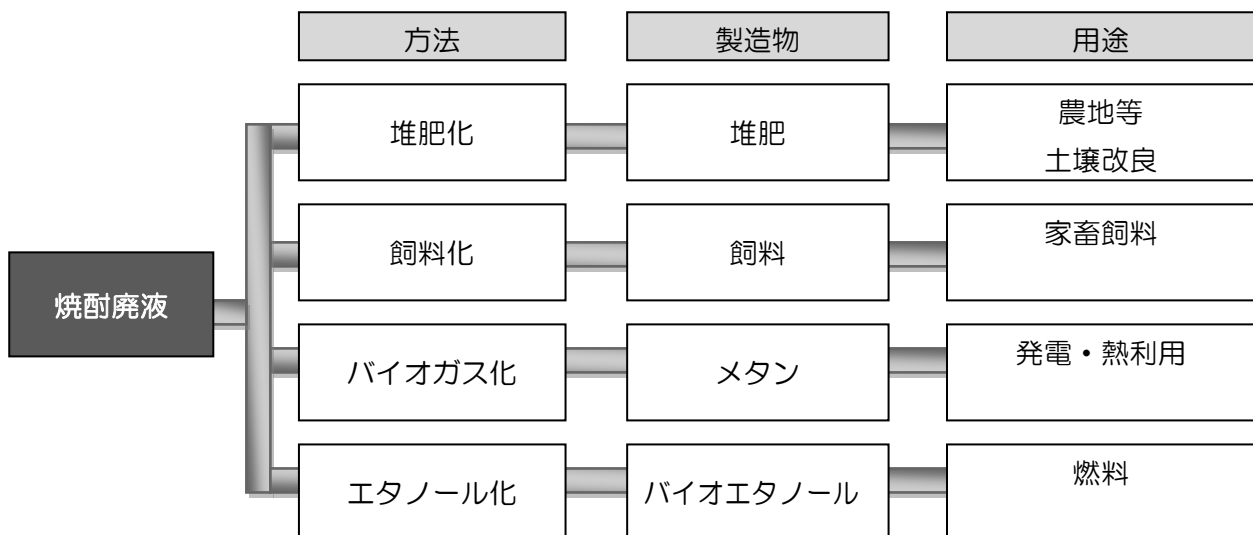 方法
製造物
用途
焼酎廃液
堆肥化
堆肥
農地等
土壌改良
飼料化
飼料
家畜飼料
バイオガス化
メタン
発電・熱利用
エタノール化
バイオエタノール
燃料